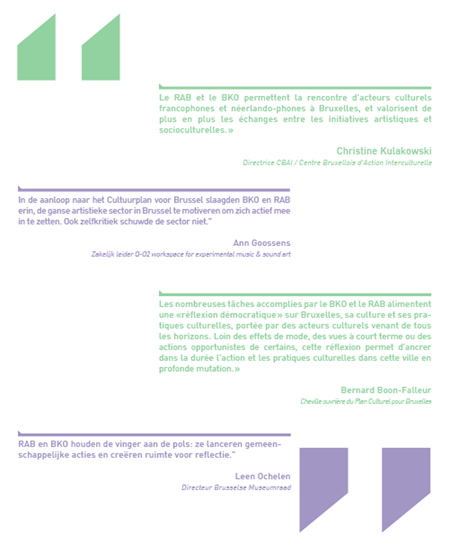 Le RAB et le BKO permettent la rencontre d'acteurs culturels
francophones et néerlando-phones à Bruxelles, et valorisent de
plus en plus les échanges entre les initiatives artistiques et
socioculturelles.»
Christine Kulakowski
Directrice CBAI / Centre Bruxellois d'Action Interculturelle
In de aanloop naar het Cultuurplan voor Brussel slaagden BKO en RAB
erin, de ganse artistieke sector in Brussel te motiveren om zich actief mee
in te zetten. Ook zelfkritiek schuwde de sector niet."
Ann Goossens
Zakelijk leider Q-O2 workspace for experimental music & sound art
Les nombreuses tâches accomplies par le BKO et le RAB alimentent
une «réflexion démocratique» sur Bruxelles, sa culture et ses pra-
tiques culturelles, portée par des acteurs culturels venant de tous
les horizons. Loin des effets de mode, des vues à court terme ou des
actions opportunistes de certains, cette réflexion permet d'ancrer
dans la durée l'action et les pratiques culturelles dans cette ville en
profonde mutation.»
Bernard Boon-Falleur
Cheville ouvrière du Plan Culturel pour Bruxelles
RAB en BKO houden de vinger aan de pols: ze lanceren gemeen-
schappelijke acties en creëren ruimte voor reflectie."
Leen Ochelen
Directeur Brusselse Museumraad